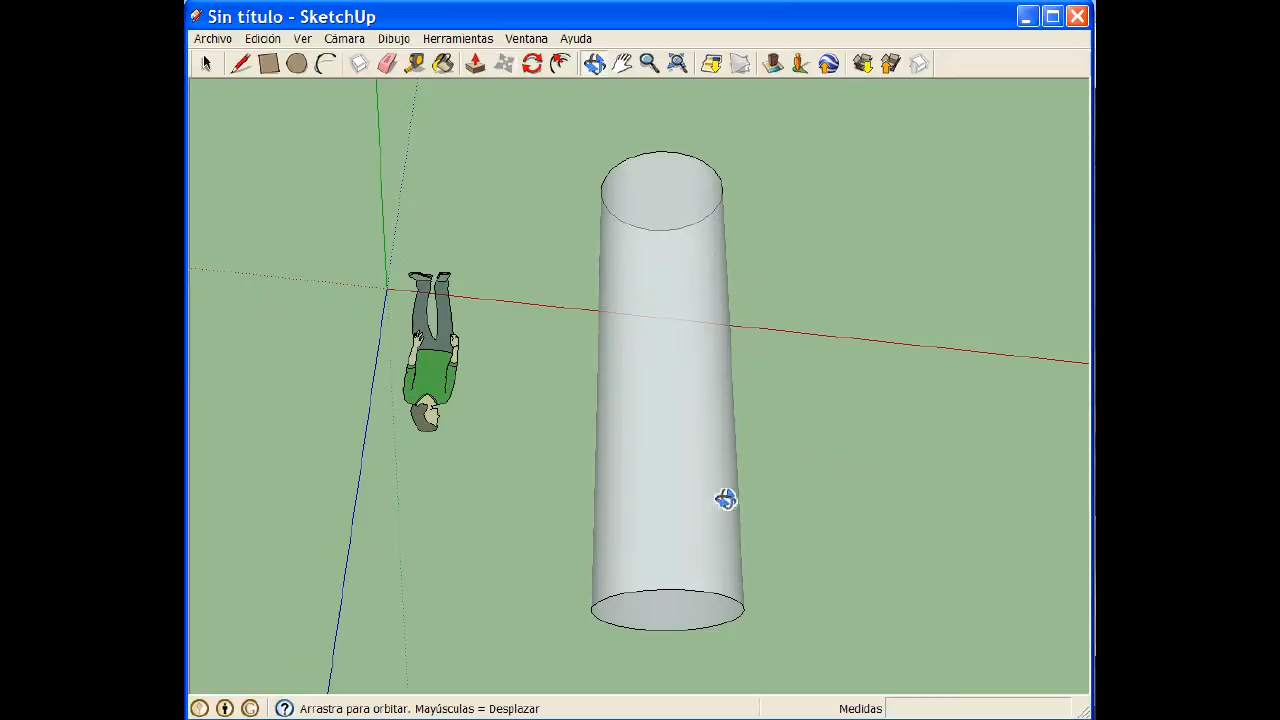 Sin título - SketchUp
Archivo Edición Ver Cámara Dibujo Herramientas Ventana Ayuda
Arrastra para orbitar. Mayúsculas = Desplazar Medidas